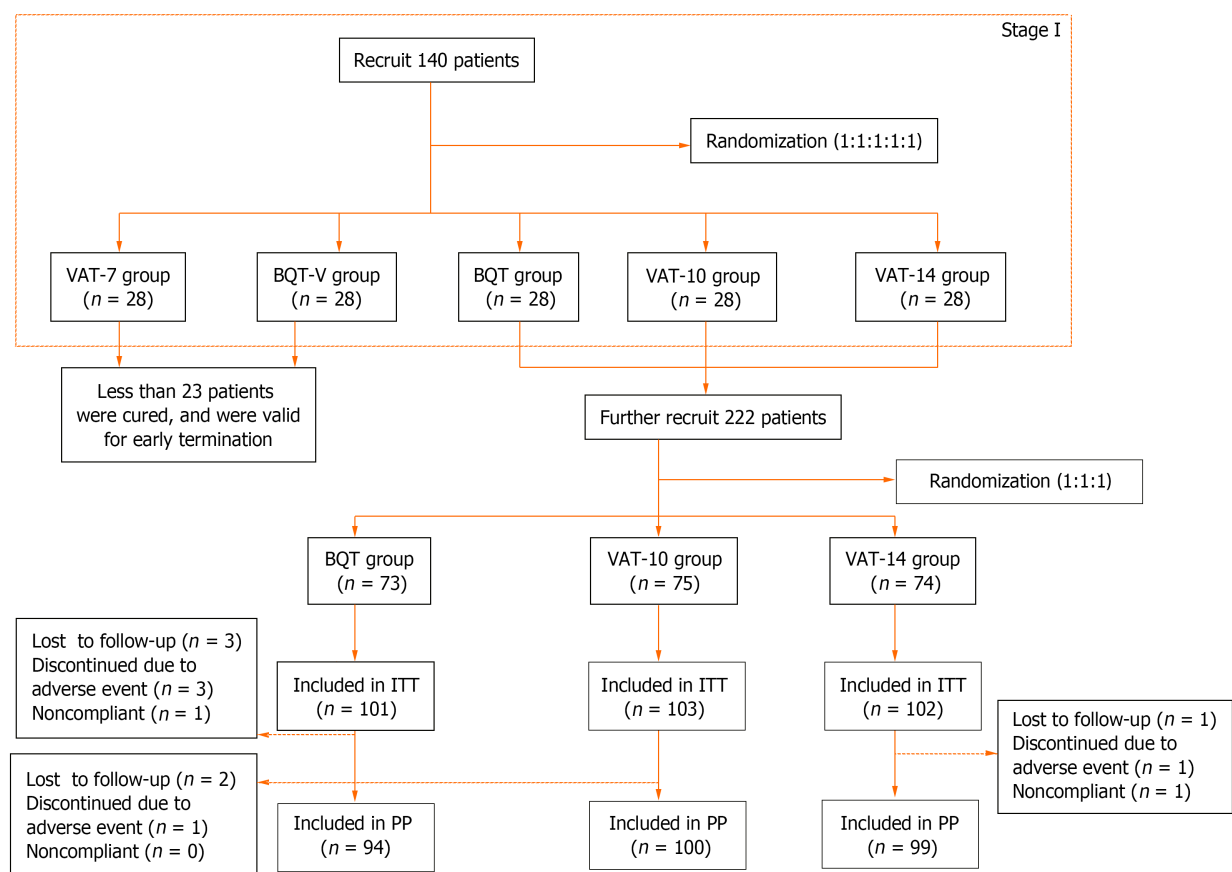 Stage I
Recruit 140 patients
Randomization (1:1:1:1:1)
VAT-7 group
(n = 28)
BQT-V group
(n = 28)
BQT group
(n = 28)
VAT-10 group
(n = 28)
VAT-14 group
(n = 28)
Less than 23 patients
were cured, and were valid
for early termination
Further recruit 222 patients
Randomization (1:1:1)
BQT group
(n = 73)
VAT-10 group
(n = 75)
VAT-14 group
(n = 74)
Lost to follow-up (n = 3)
Discontinued due to
adverse event (n = 3)
Noncompliant (n = 1)
Included in ITT
(n = 101)
Included in ITT
(n = 103)
Included in ITT
(n = 102)
Lost to follow-up (n = 1)
Discontinued due to
adverse event (n = 1)
Noncompliant (n = 1)
Lost to follow-up (n = 2)
Discontinued due to
adverse event (n = 1)
Noncompliant (n = 0)
Included in PP
(n = 94)
Included in PP
(n = 100)
Included in PP
(n = 99)